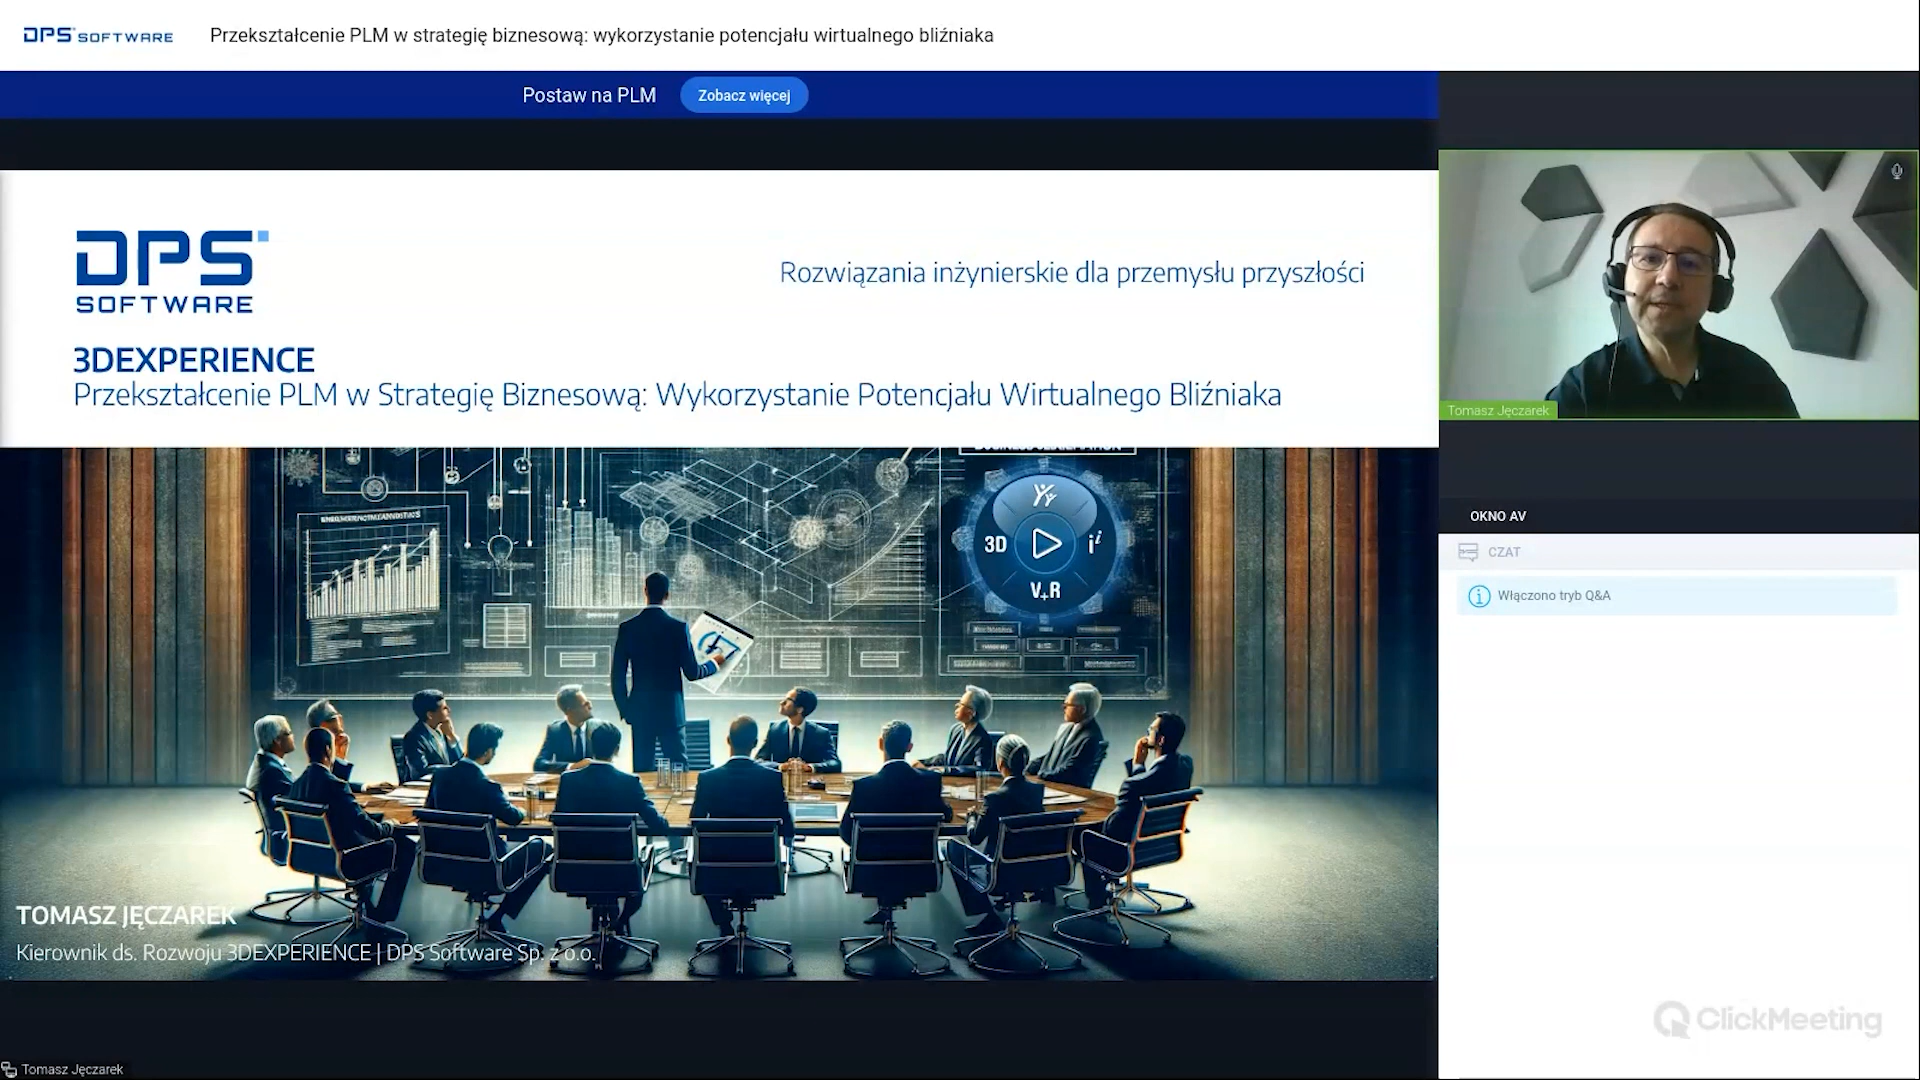 DPS SOFTWARE
Przekształcenie PLM w strategię biznesową: wykorzystanie potencjału wirtualnego bliźniaka
Postaw na PLM
Zobacz więcej
DPS
SOFTWARE
Rozwiązania inżynierskie dla przemysłu przyszłości
3DEXPERIENCE
Przekształcenie PLM w Strategię Biznesową: Wykorzystanie Potencjału Wirtualnego Bliźniaka
3D
V+R
TOMASZ JĘCZAREK
Kierownik ds. Rozwoju 3DEXPERIENCE | DPS Software Sp. z o.o.
Tomasz Jęczarek
Tomasz Jęczarek
OKNO AV
CZAT
Włączono tryb Q&A
ClickMeeting